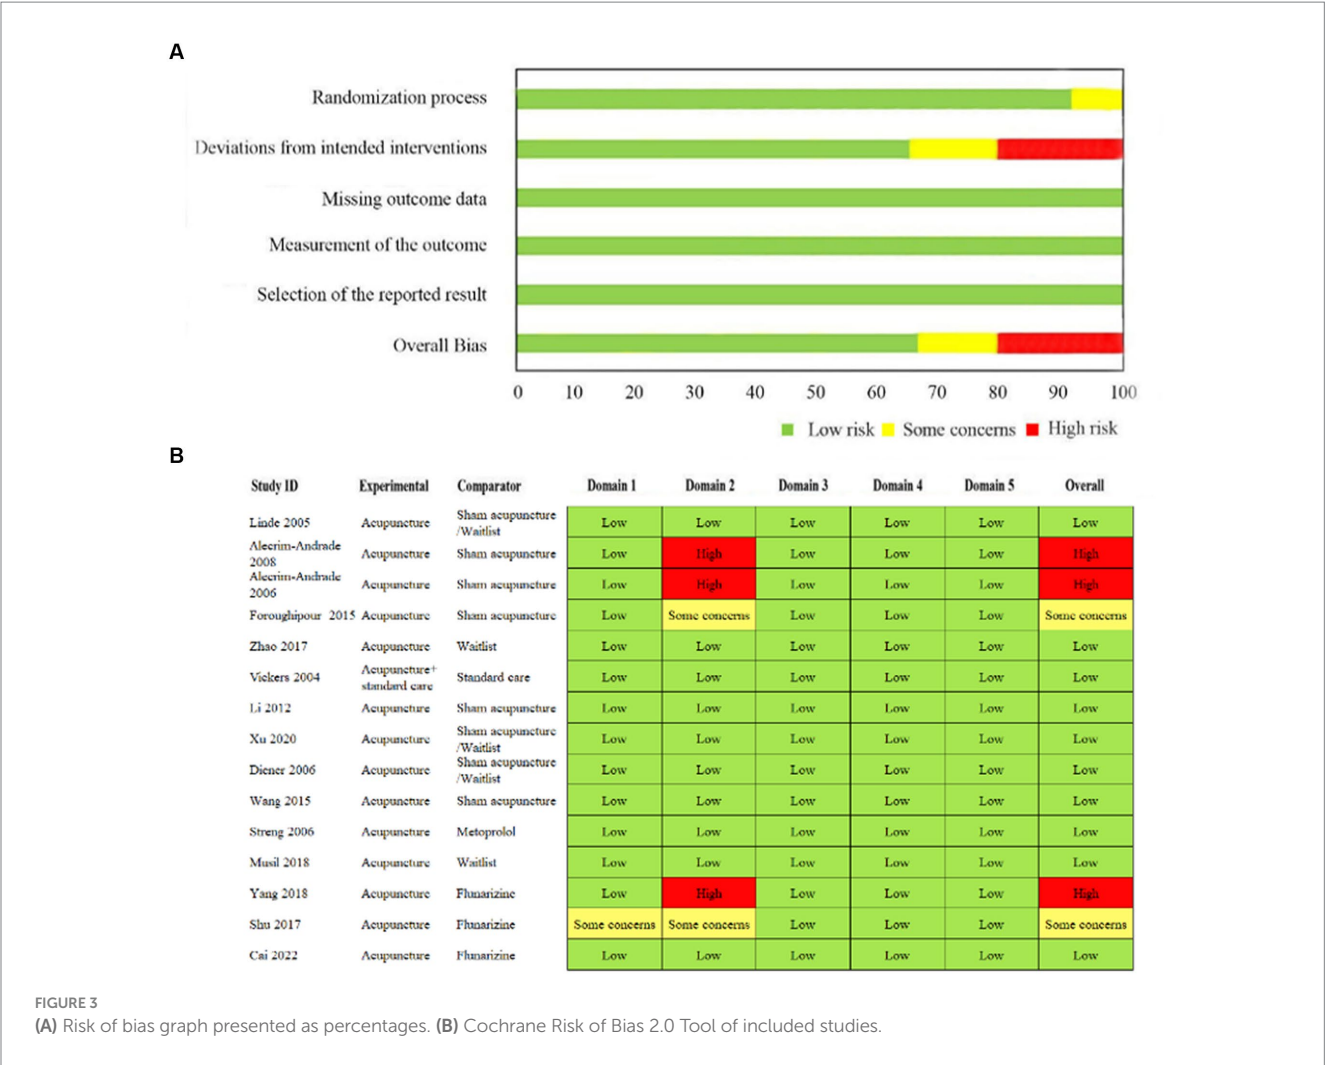 A
Randomization process
Deviations from intended interventions
Missing outcome data
Measurement of the outcome
Selection of the reported result
Overall Bias
0 10 20 30 40 50 60 70 80 90 100
Low risk Some concerns High risk
B
Study ID Experimental Comparator Domain 1 Domain 2 Domain 3 Domain 4 Domain 5 Overall
Linde 2005 Acupuncture Sham acupuncture /Waitlist Low Low Low Low Low Low
Alecrim-Andrade 2008 Acupuncture Sham acupuncture Low High Low Low Low High
Alecrim-Andrade 2006 Acupuncture Sham acupuncture Low High Low Low Low High
Foroughipour 2015 Acupuncture Sham acupuncture Low Some concerns Low Low Low Some concerns
Zhao 2017 Acupuncture Waitlist Low Low Low Low Low Low
Vickers 2004 Acupuncture+ standard care Standard care Low Low Low Low Low Low
Li 2012 Acupuncture Sham acupuncture Low Low Low Low Low Low
Xu 2020 Acupuncture Sham acupuncture /Waitlist Low Low Low Low Low Low
Diener 2006 Acupuncture Sham acupuncture /Waitlist Low Low Low Low Low Low
Wang 2015 Acupuncture Sham acupuncture Low Low Low Low Low Low
Streng 2006 Acupuncture Metoprolol Low Low Low Low Low Low
Musil 2018 Acupuncture Waitlist Low Low Low Low Low Low
Yang 2018 Acupuncture Flunarizine Low High Low Low Low High
Shu 2017 Acupuncture Flunarizine Some concerns Some concerns Low Low Low Some concerns
Cai 2022 Acupuncture Flunarizine Low Low Low Low Low Low
FIGURE 3
(A) Risk of bias graph presented as percentages. (B) Cochrane Risk of Bias 2.0 Tool of included studies.